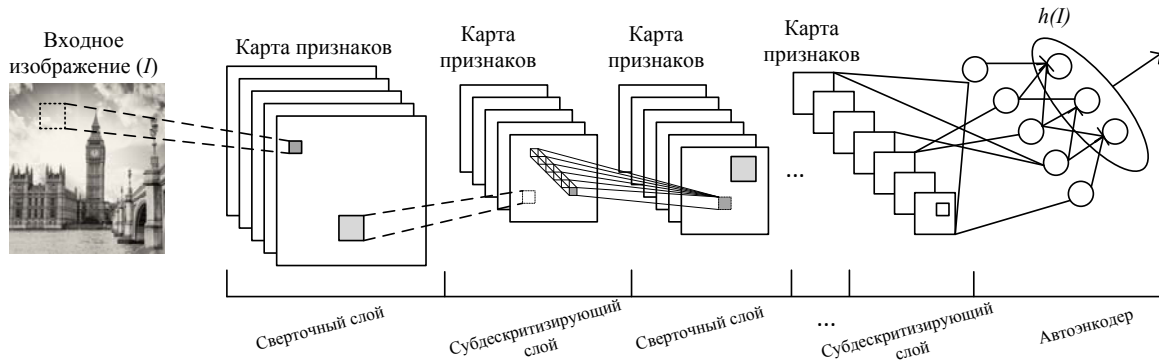 Входное
изображение (I)
Карта признаков
Карта
признаков
Карта
признаков
Карта
признаков
h(I)
...
Сверточный слой
Субдескритизирующий
слой
Сверточный слой
...
Субдескритизирующий
слой
Автоэнкодер